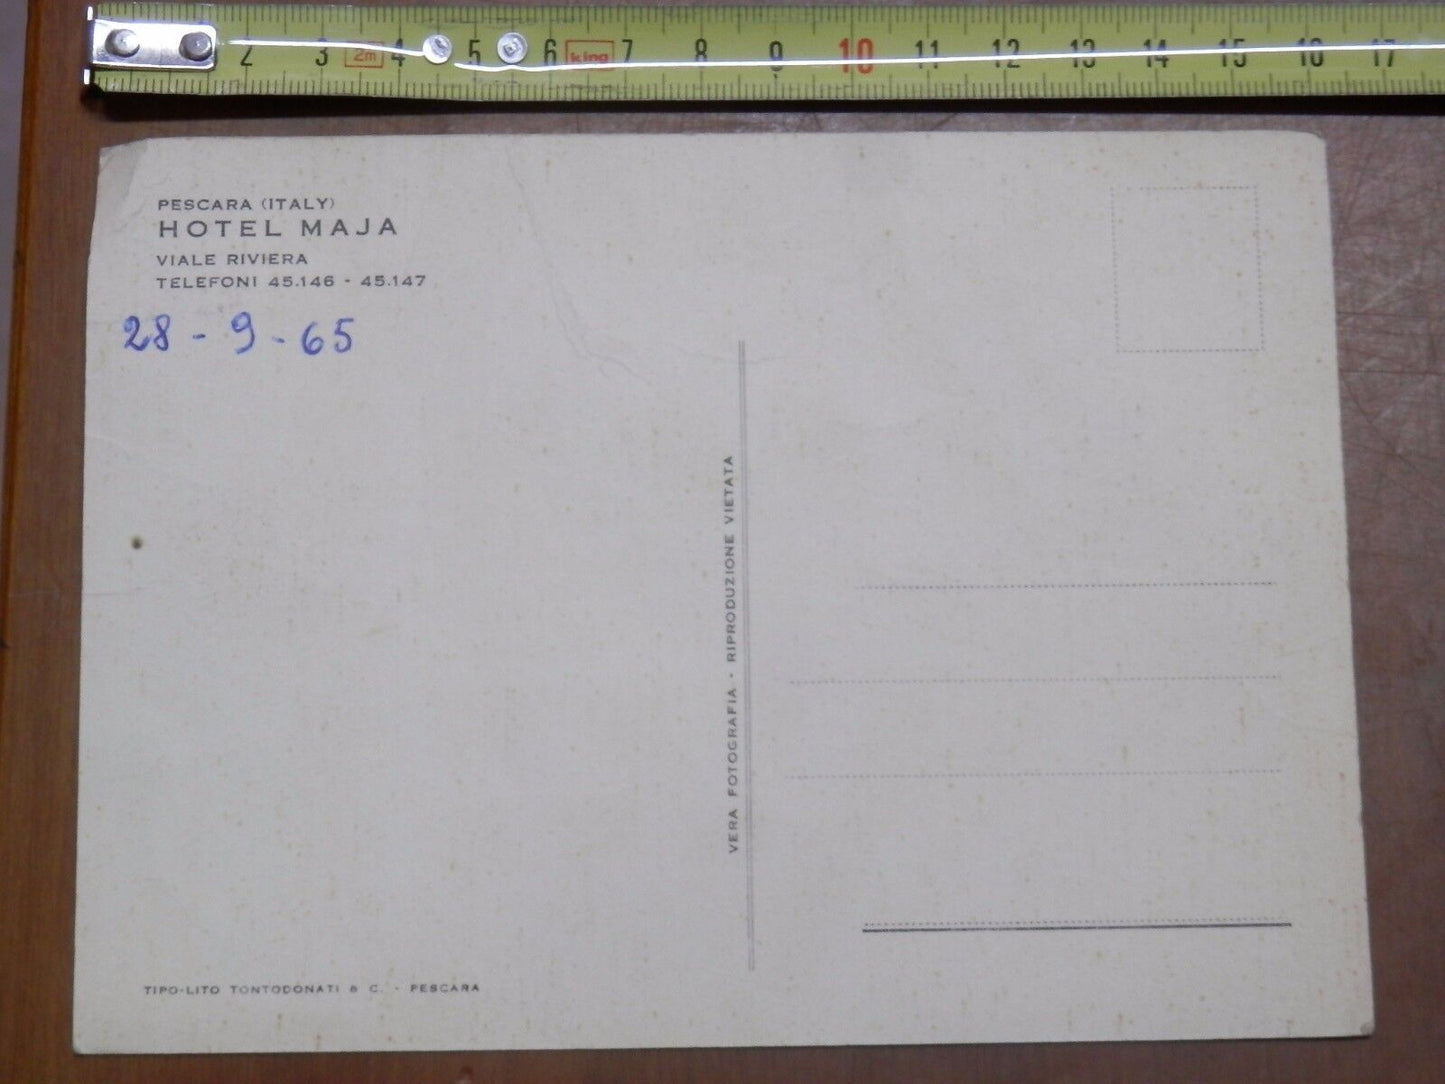 2 3 2m 4 5 6 king 7 8 9 10 11 12 13 14 15 16 17
PESCARA (ITALY)
HOTEL MAJA
VIALE RIVIERA
TELEFONI 45.146 - 45.147
28 - 9 - 65
VERA FOTOGRAFIA - RIPRODUZIONE VIETATA
TIPO-LITO TONTODONATI & C. - PESCARA